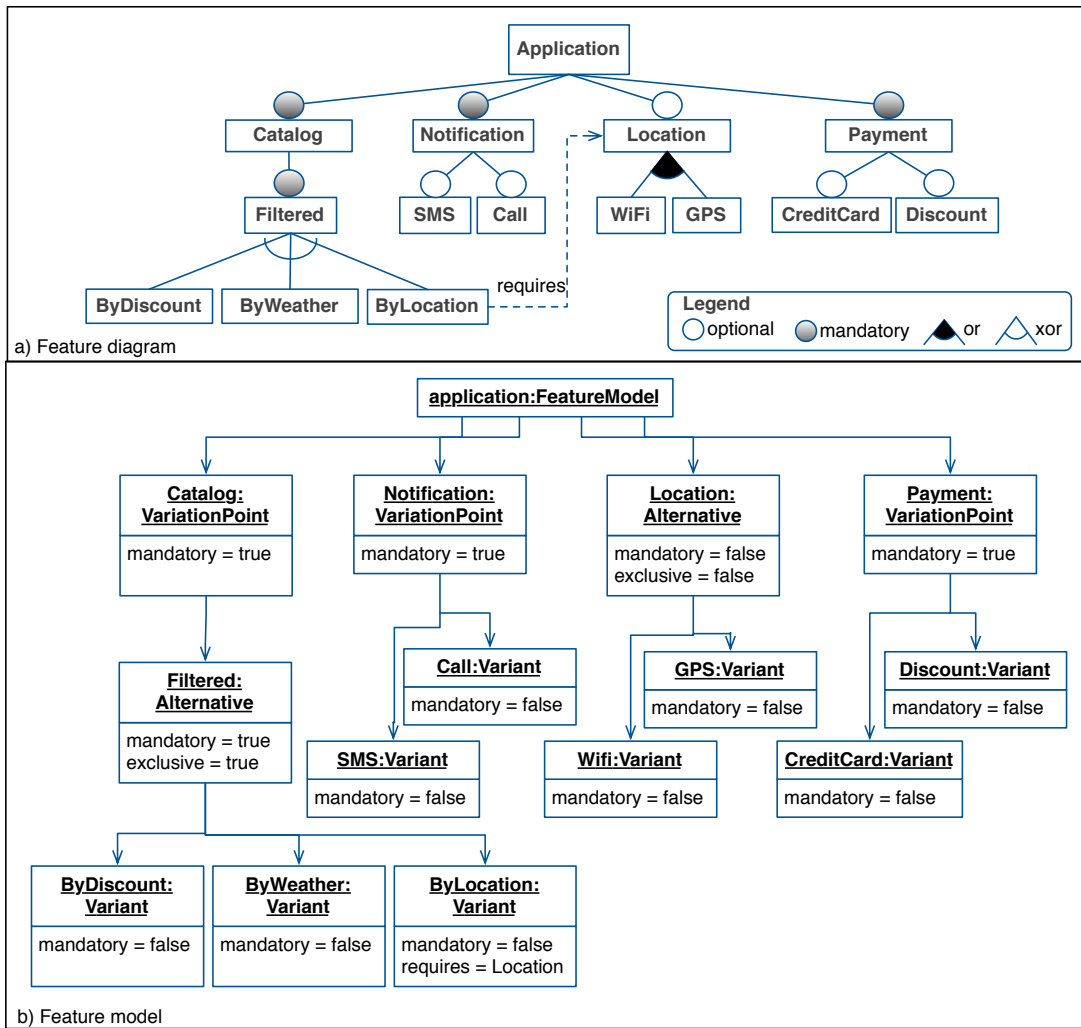 Application
Catalog
Notification
Location
Payment
Filtered
SMS
Call
WiFi
GPS
CreditCard
Discount
ByDiscount
ByWeather
ByLocation
requires
Legend
optional
mandatory
or
xor
a) Feature diagram
application:FeatureModel
Catalog:
VariationPoint
mandatory = true
Notification:
VariationPoint
mandatory = true
Location:
Alternative
mandatory = false
exclusive = false
Payment:
VariationPoint
mandatory = true
Filtered:
Alternative
mandatory = true
exclusive = true
Call:Variant
mandatory = false
GPS:Variant
mandatory = false
Discount:Variant
mandatory = false
SMS:Variant
mandatory = false
Wifi:Variant
mandatory = false
CreditCard:Variant
mandatory = false
ByDiscount:
Variant
mandatory = false
ByWeather:
Variant
mandatory = false
ByLocation:
Variant
mandatory = false
requires = Location
b) Feature model